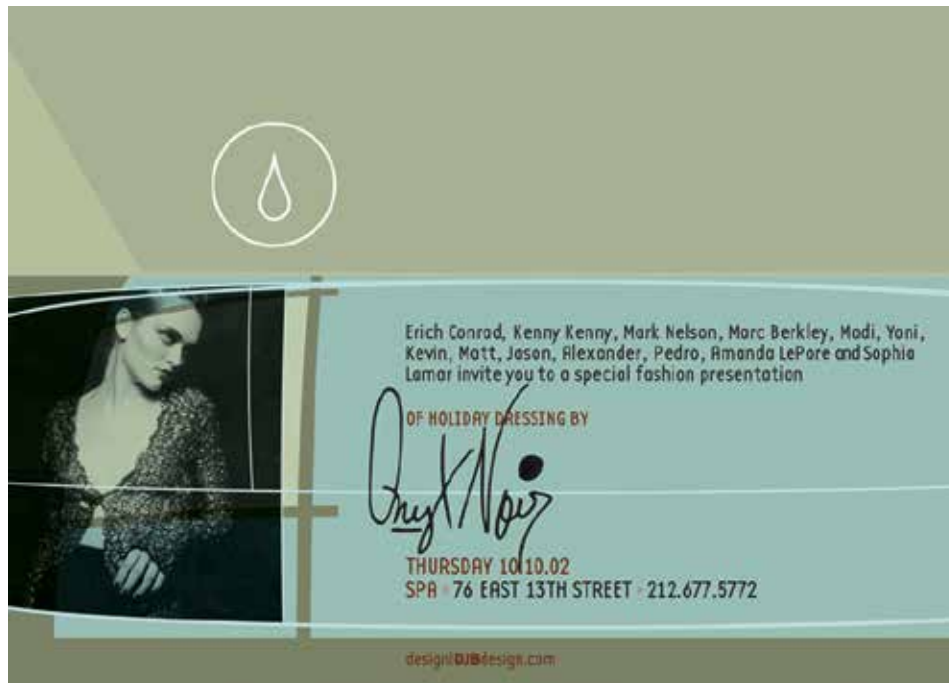 Erich Conrad, Kenny Kenny, Mark Nelson, Marc Berkley, Modi, Yoni,
Kevin, Matt, Jason, Alexander, Pedro, Amanda LePore and Sophia
Lamar invite you to a special fashion presentation
OF HOLIDAY DRESSING BY
Onyx Noir
THURSDAY 10.10.02
SPA • 76 EAST 13TH STREET • 212.677.5772
design|DJBdesign.com